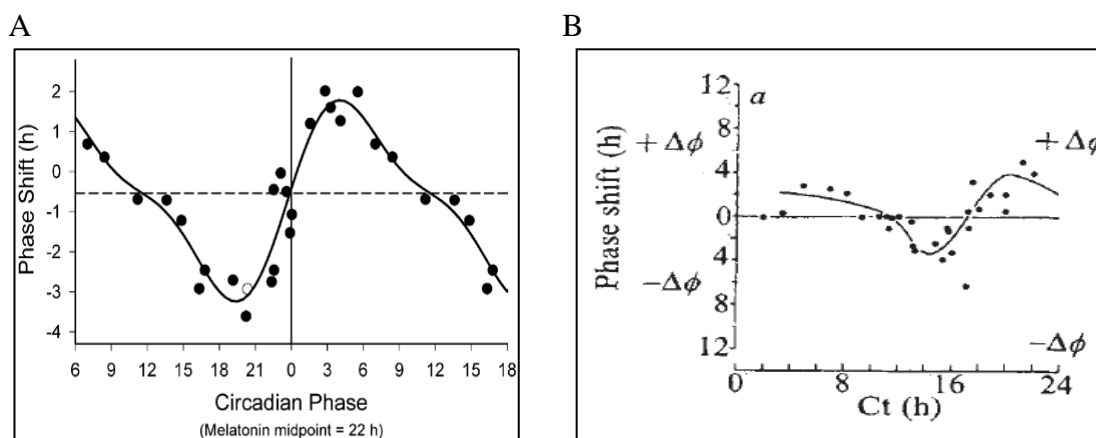 A
B
Phase Shift (h)
2
1
0
-1
-2
-3
-4
6
9
12
15
18
21
0
3
6
9
12
15
18
Circadian Phase
(Melatonin midpoint = 22 h)
a
Phase shift (h)
+ Δϕ
−Δϕ
12
8
4
0
4
8
12
+ Δϕ
−Δϕ
0
8
16
24
Ct (h)